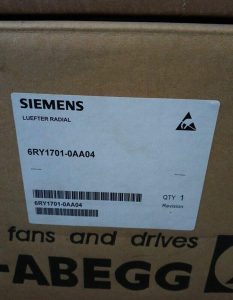 SIEMENS
LUEFTER RADIAL
6RY1701-0AA04
QTY 1
6RY1701-0AA04
Revision
fans and drives
-ABEGG